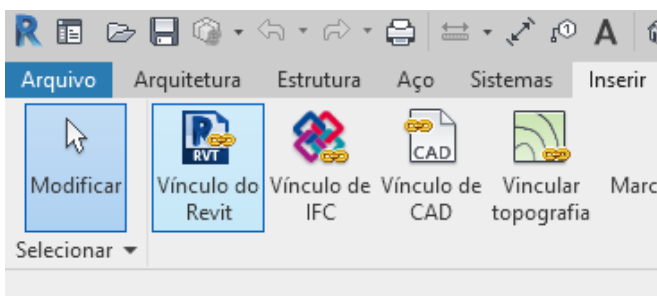 R A
Arquivo Arquitetura Estrutura Aço Sistemas Inserir
R RVT CAD
Modificar Vínculo do Vínculo de Vínculo de Vincular Marc
Revit IFC CAD topografia
Selecionar